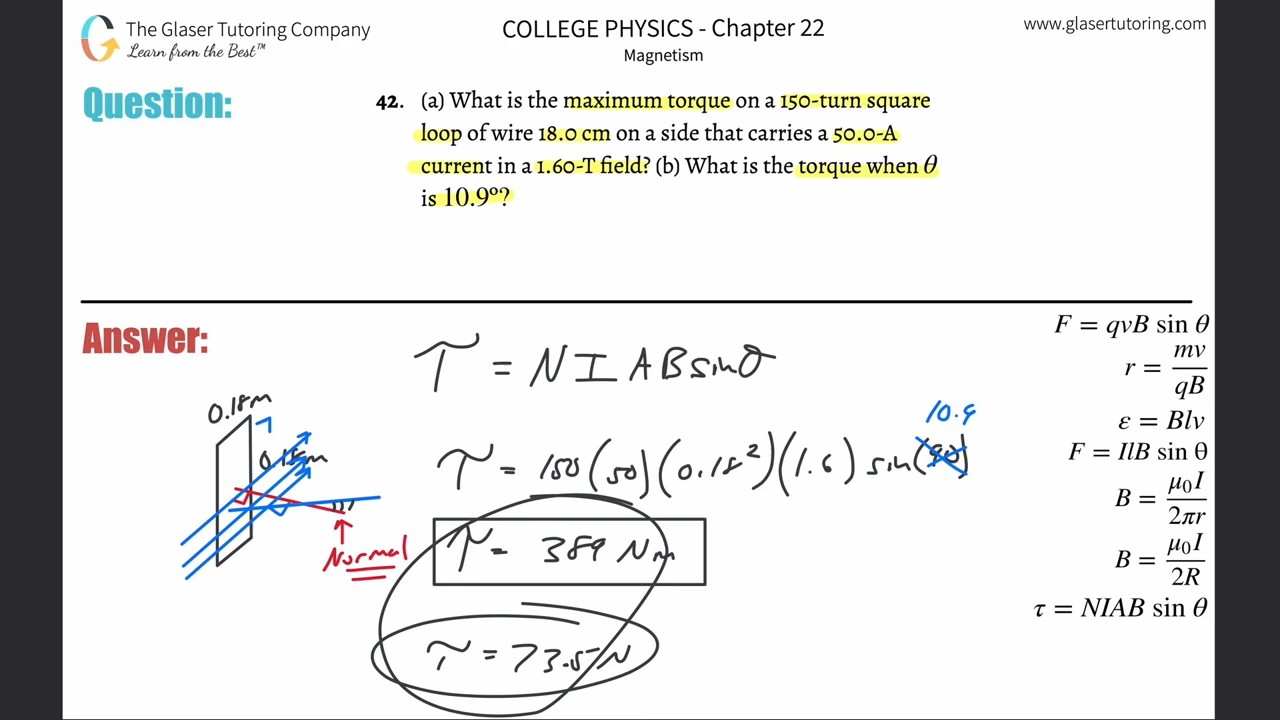 The Glaser Tutoring Company
Learn from the Best™
COLLEGE PHYSICS - Chapter 22
Magnetism
www.glasertutoring.com
Question:
42. (a) What is the maximum torque on a 150-turn square
loop of wire 18.0 cm on a side that carries a 50.0-A
current in a 1.60-T field? (b) What is the torque when θ
is 10.9º?
Answer:
τ = NIABsinθ
0.18m
10.9
τ = 150(50)(0.18²)(1.6) sin(90)
τ = 389 Nm
Normal
τ = 73.5 N
F = qvB sin θ
r = mv/qB
ε = Blv
F = IlB sin θ
B = μ₀I/2πr
B = μ₀I/2R
τ = NIAB sin θ